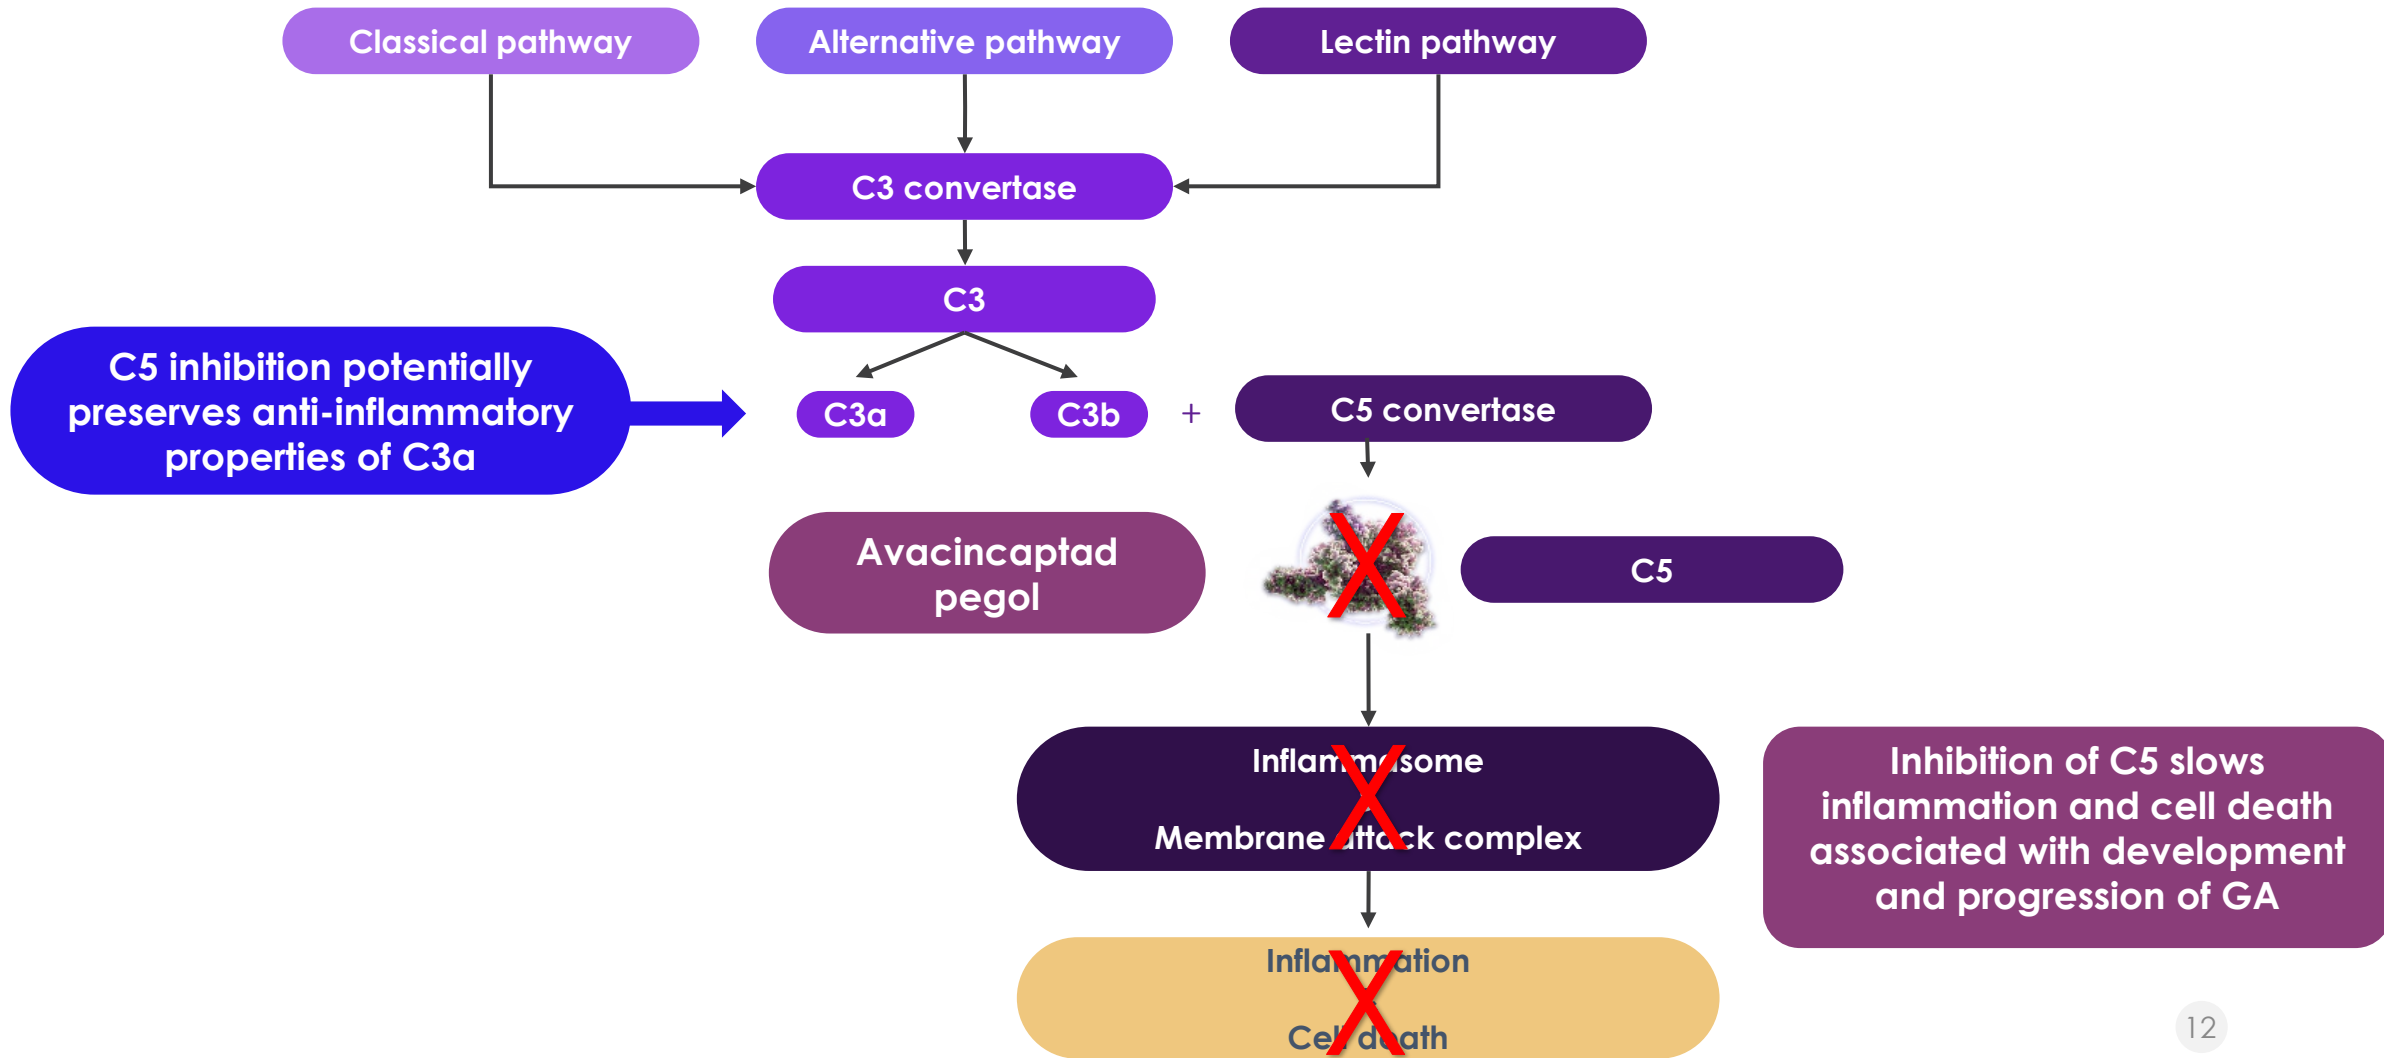 Classical pathway
Alternative pathway
Lectin pathway
C3 convertase
C3
C5 inhibition potentially
preserves anti-inflammatory
properties of C3a
C3a
C3b
+
C5 convertase
Avacincaptad
pegol
X
C5
Inflammasome
X
Membrane attack complex
Inhibition of C5 slows
inflammation and cell death
associated with development
and progression of GA
Inflammation
X
Cell death
12